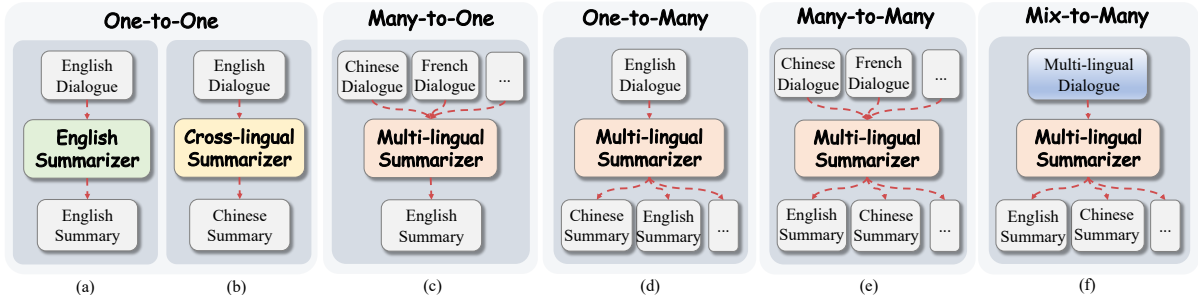 One-to-One
English
Dialogue
English
Summarizer
English
Summary
(a)
English
Dialogue
Cross-lingual
Summarizer
Chinese
Summary
(b)
Many-to-One
Chinese
Dialogue
French
Dialogue
...
Multi-lingual
Summarizer
English
Summary
(c)
One-to-Many
English
Dialogue
Multi-lingual
Summarizer
Chinese
Summary
English
Summary
...
(d)
Many-to-Many
Chinese
Dialogue
French
Dialogue
...
Multi-lingual
Summarizer
English
Summary
Chinese
Summary
...
(e)
Mix-to-Many
Multi-lingual
Dialogue
Multi-lingual
Summarizer
English
Summary
Chinese
Summary
...
(f)